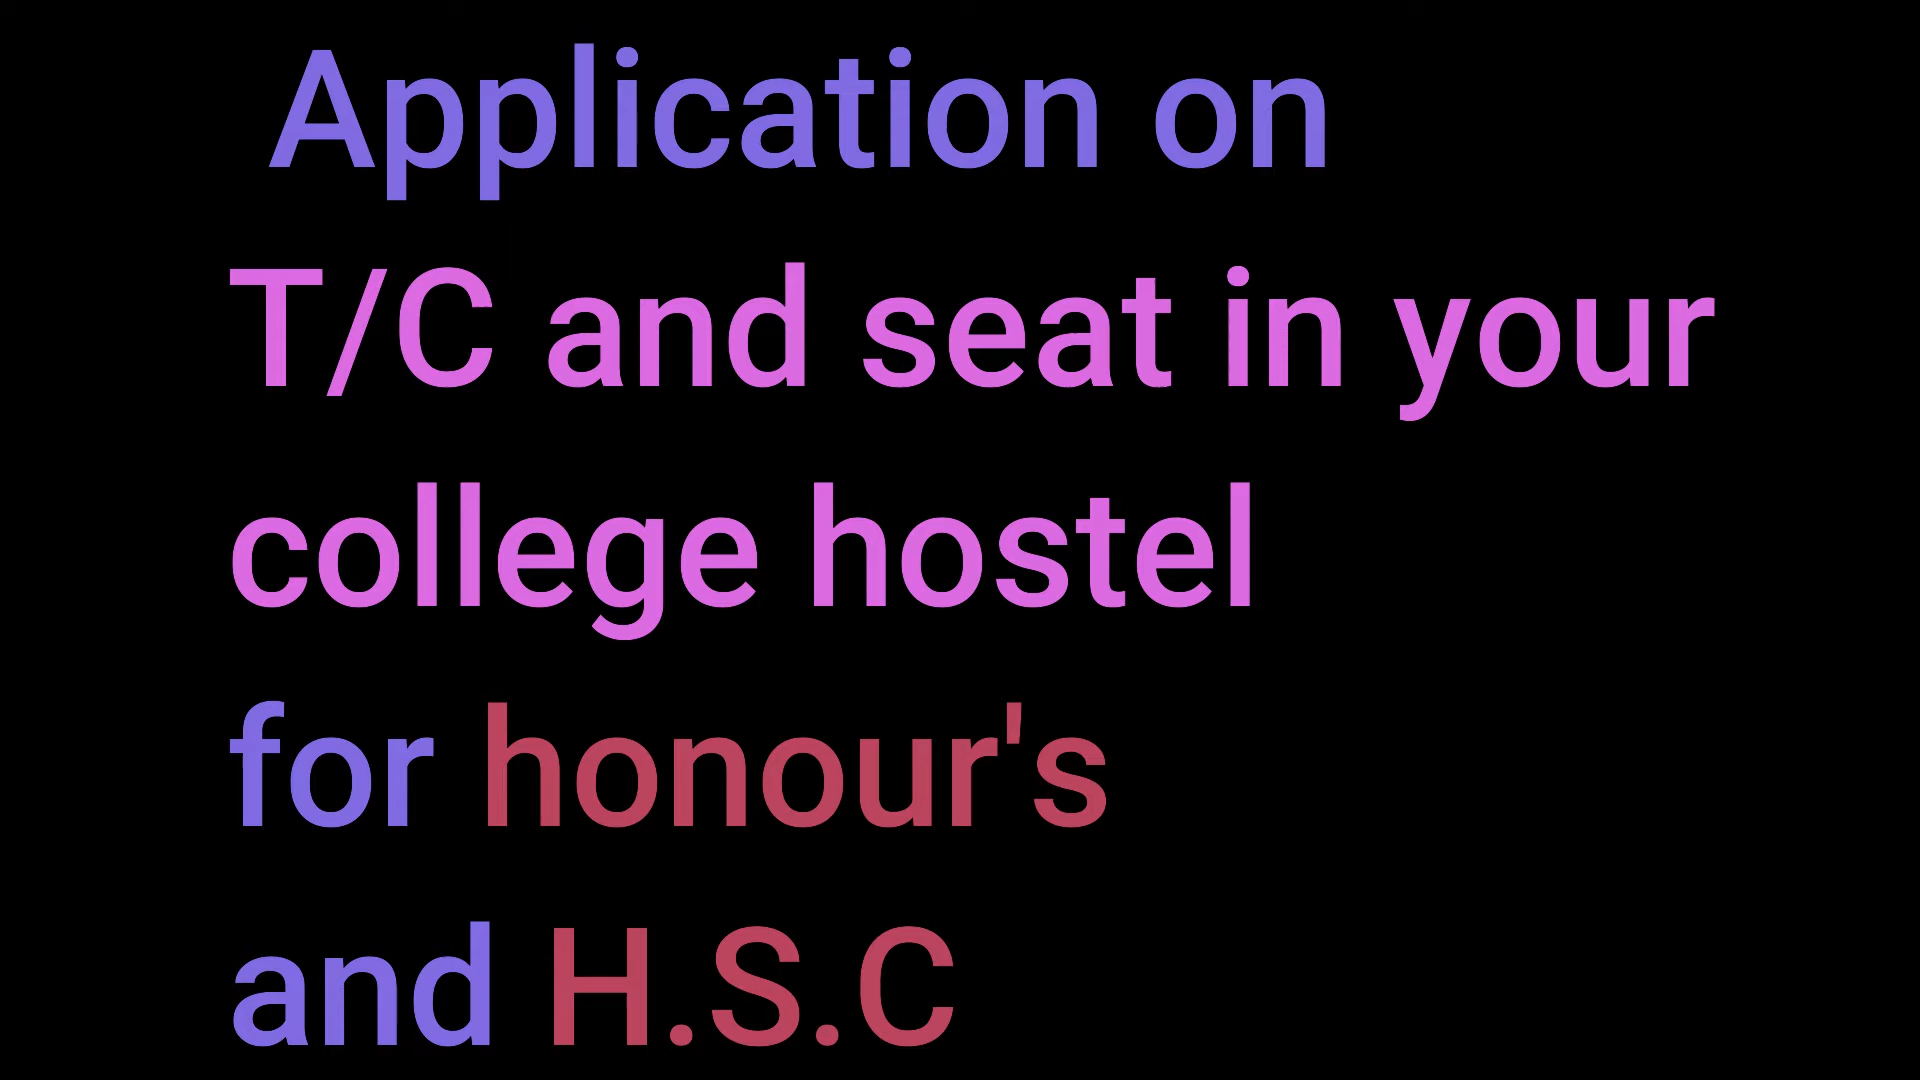 Application on
T/C and seat in your
college hostel
for honour's
and H.S.C